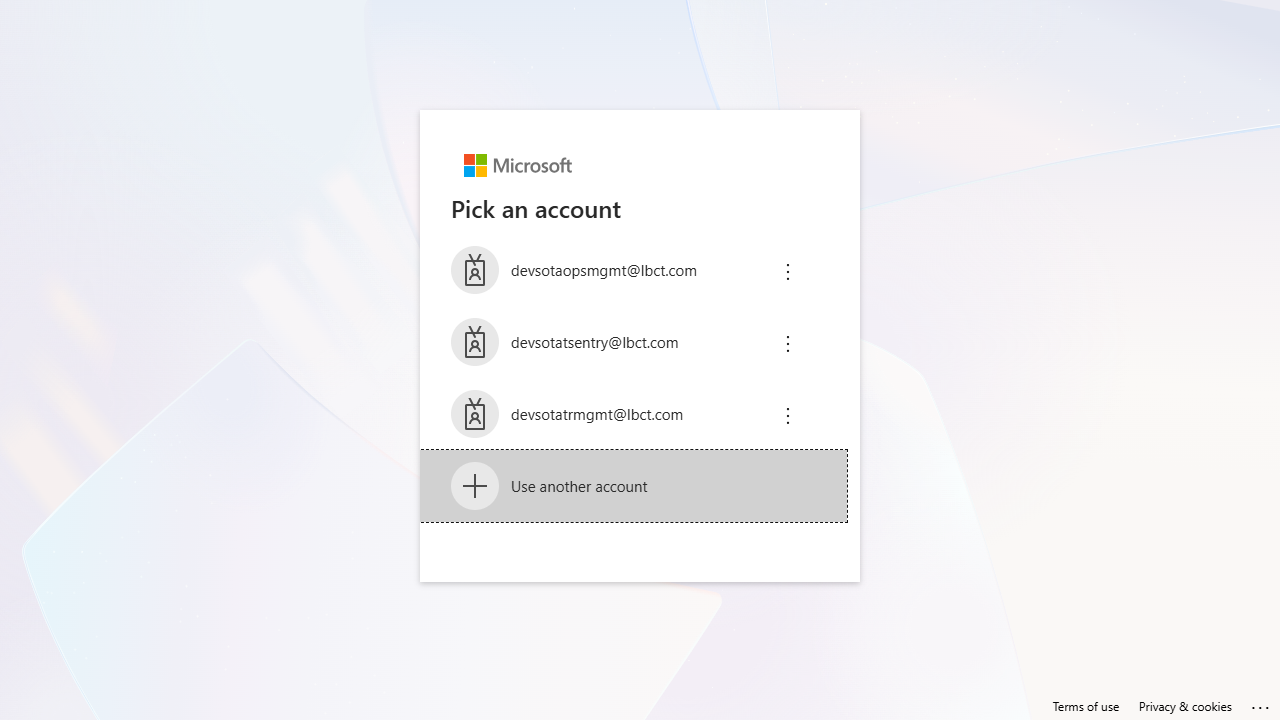 Microsoft
Pick an account
devsotaopsmgmt@lbct.com
devsotatsentry@lbct.com
devsotatrmgmt@lbct.com
Use another account
Terms of use Privacy & cookies ...